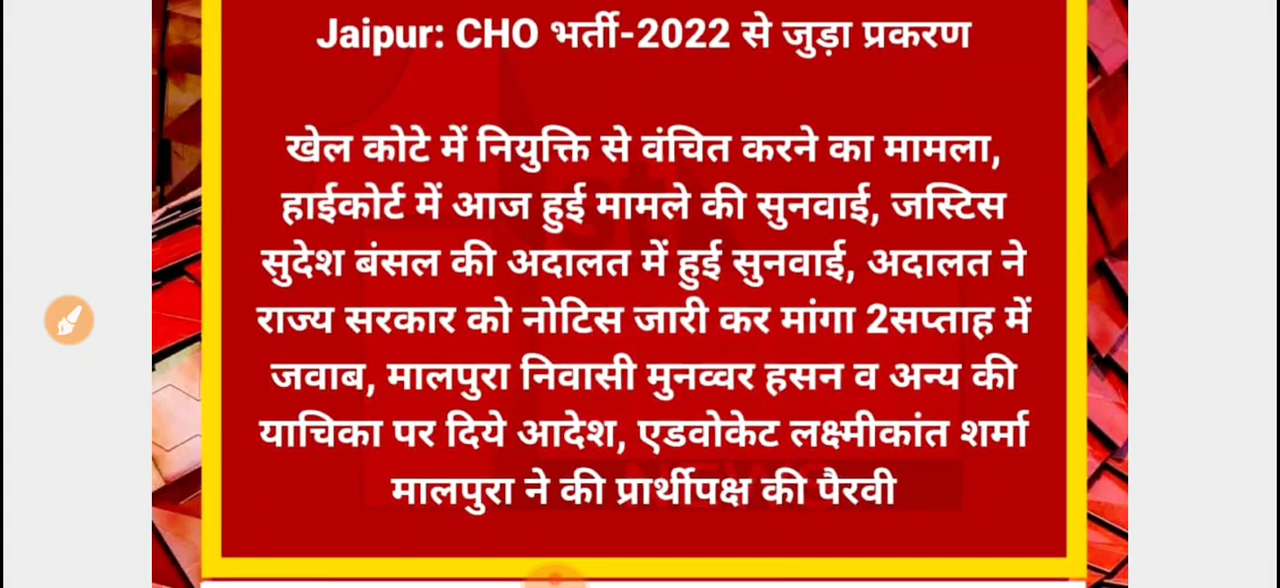 Jaipur: CHO भर्ती-2022 से जुड़ा प्रकरण
खेल कोटे में नियुक्ति से वंचित करने का मामला,
हाईकोर्ट में आज हुई मामले की सुनवाई, जस्टिस
सुदेश बंसल की अदालत में हुई सुनवाई, अदालत ने
राज्य सरकार को नोटिस जारी कर मांगा 2सप्ताह में
जवाब, मालपुरा निवासी मुनव्वर हसन व अन्य की
याचिका पर दिये आदेश, एडवोकेट लक्ष्मीकांत शर्मा
मालपुरा ने की प्रार्थीपक्ष की पैरवी